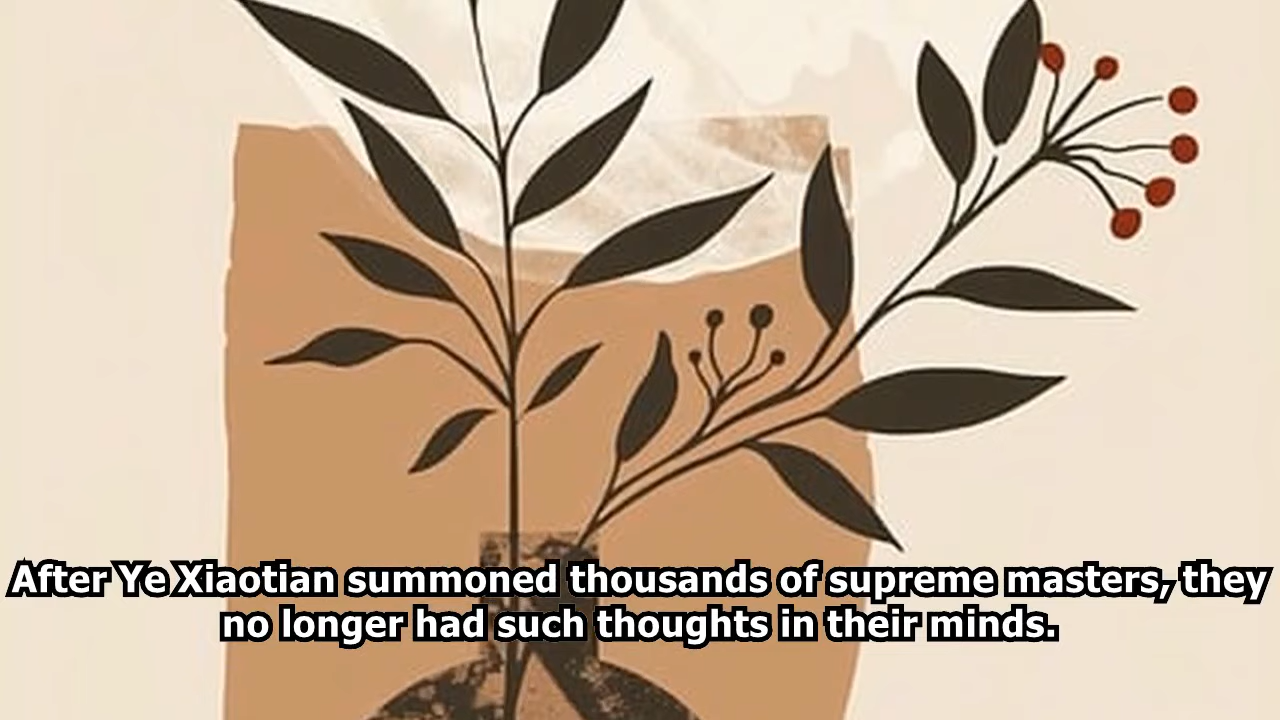 After Ye Xiaotian summoned thousands of supreme masters, they
no longer had such thoughts in their minds.